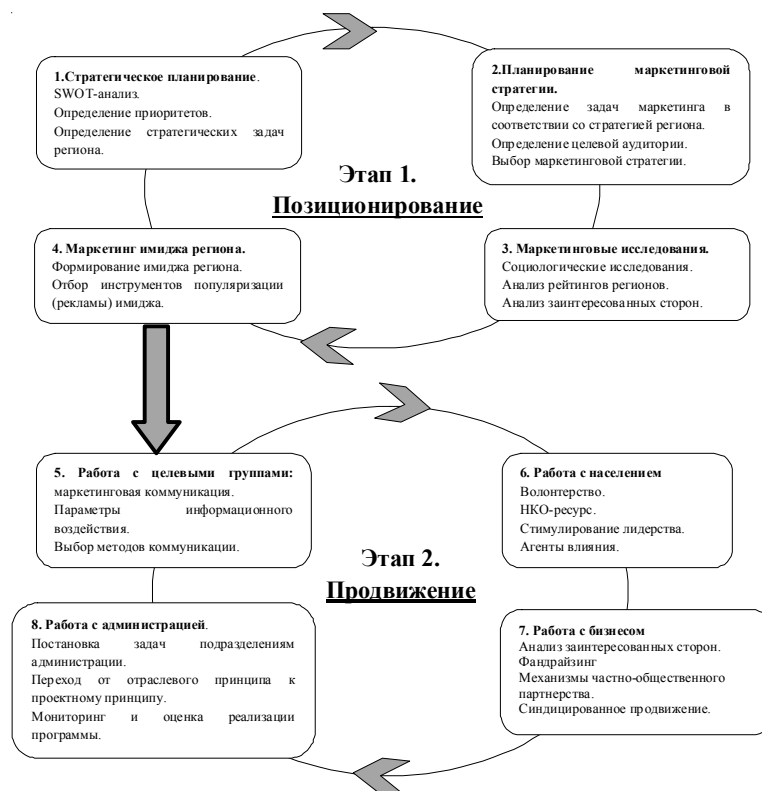 1.Стратегическое планирование.
SWOT-анализ.
Определение приоритетов.
Определение стратегических задач
региона.
2.Планирование маркетинговой
стратегии.
Определение задач маркетинга в
соответствии со стратегией региона.
Определение целевой аудитории.
Выбор маркетинговой стратегии.
Этап 1.
Позиционирование
4. Маркетинг имиджа региона.
Формирование имиджа региона.
Отбор инструментов популяризации
(рекламы) имиджа.
3. Маркетинговые исследования.
Социологические исследования.
Анализ рейтингов регионов.
Анализ заинтересованных сторон.
5. Работа с целевыми группами:
маркетинговая коммуникация.
Параметры информационного
воздействия.
Выбор методов коммуникации.
6. Работа с населением
Волонтерство.
НКО-ресурс.
Стимулирование лидерства.
Агенты влияния.
Этап 2.
Продвижение
8. Работа с администрацией.
Постановка задач подразделениям
администрации.
Переход от отраслевого принципа к
проектному принципу.
Мониторинг и оценка реализации
программы.
7. Работа с бизнесом
Анализ заинтересованных сторон.
Фандрайзинг
Механизмы частно-общественного
партнерства.
Синдицированное продвижение.